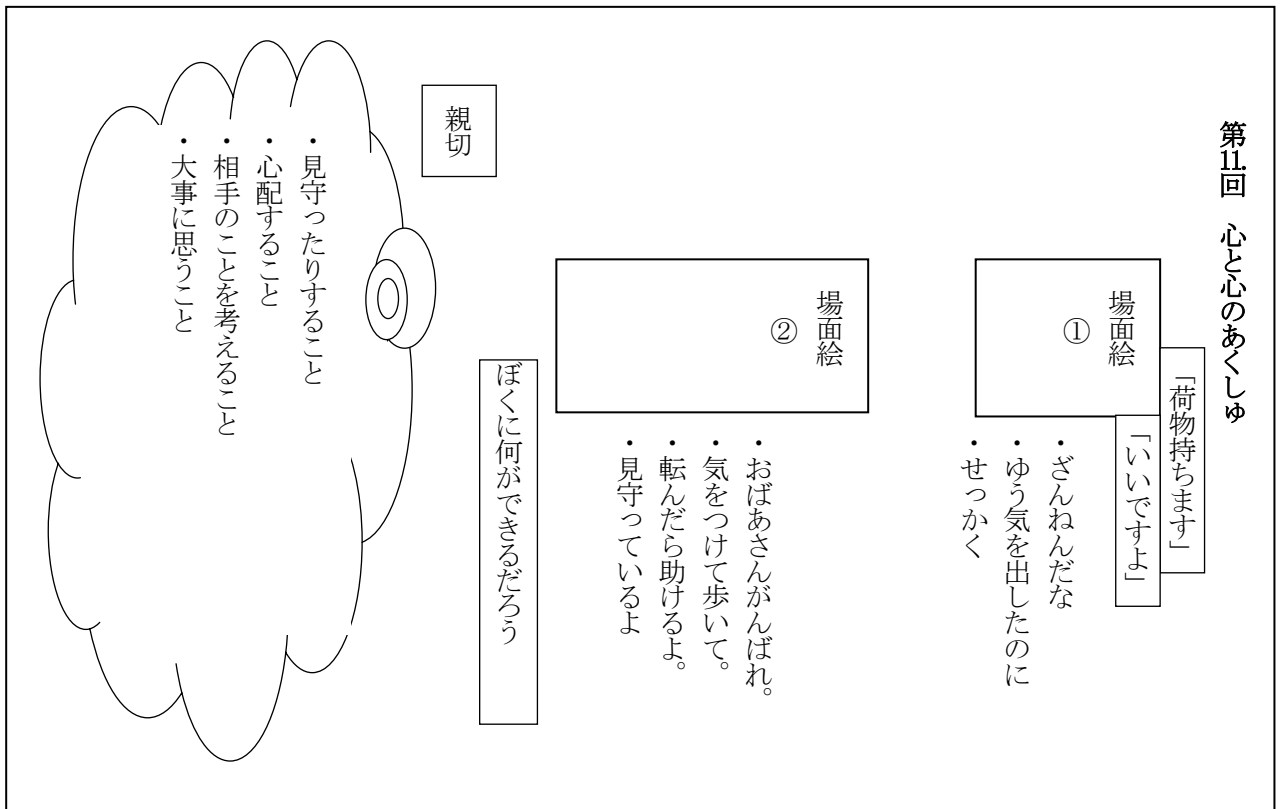 第11.回　心と心のあくしゅ
「荷物持ちます」
「いいですよ」
場面絵
①
・ざんねんだな
・ゆう気を出したのに
・せっかく
場面絵
②
・おばあさんがんばれ。
・気をつけて歩いて。
・転んだら助けるよ。
・見守っているよ
ぼくに何ができるだろう
親切
・見守ったりすること
・心配すること
・相手のことを考えること
・大事に思うこと